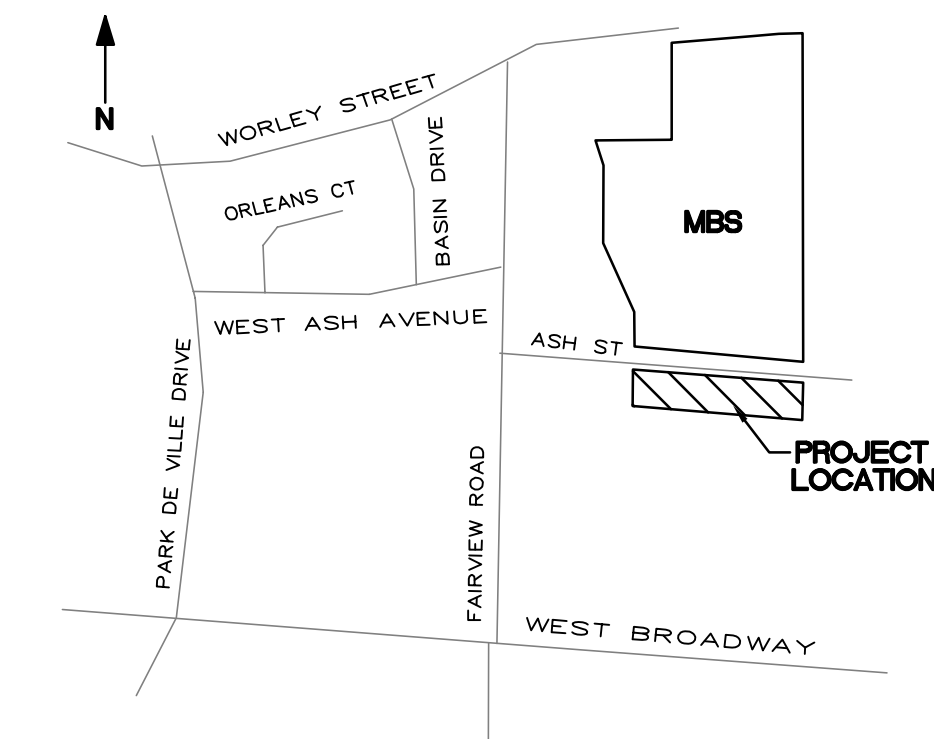 N
WORLEY STREET
ORLEANS CT
BASIN DRIVE
MBS
WEST ASH AVENUE
ASH ST
PARK DE VILLE DRIVE
FAIRVIEW ROAD
PROJECT
LOCATION
WEST BROADWAY